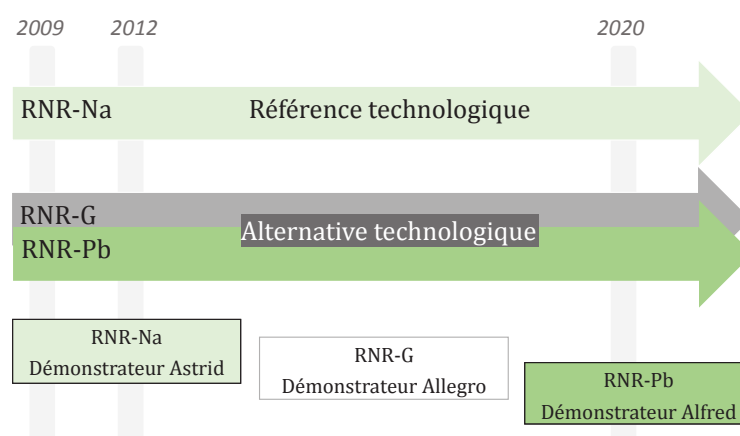 2009 2012 2020
RNR-Na Référence technologique
RNR-G
Alternative technologique
RNR-Pb
RNR-Na
Démonstrateur Astrid
RNR-G
Démonstrateur Allegro
RNR-Pb
Démonstrateur Alfred